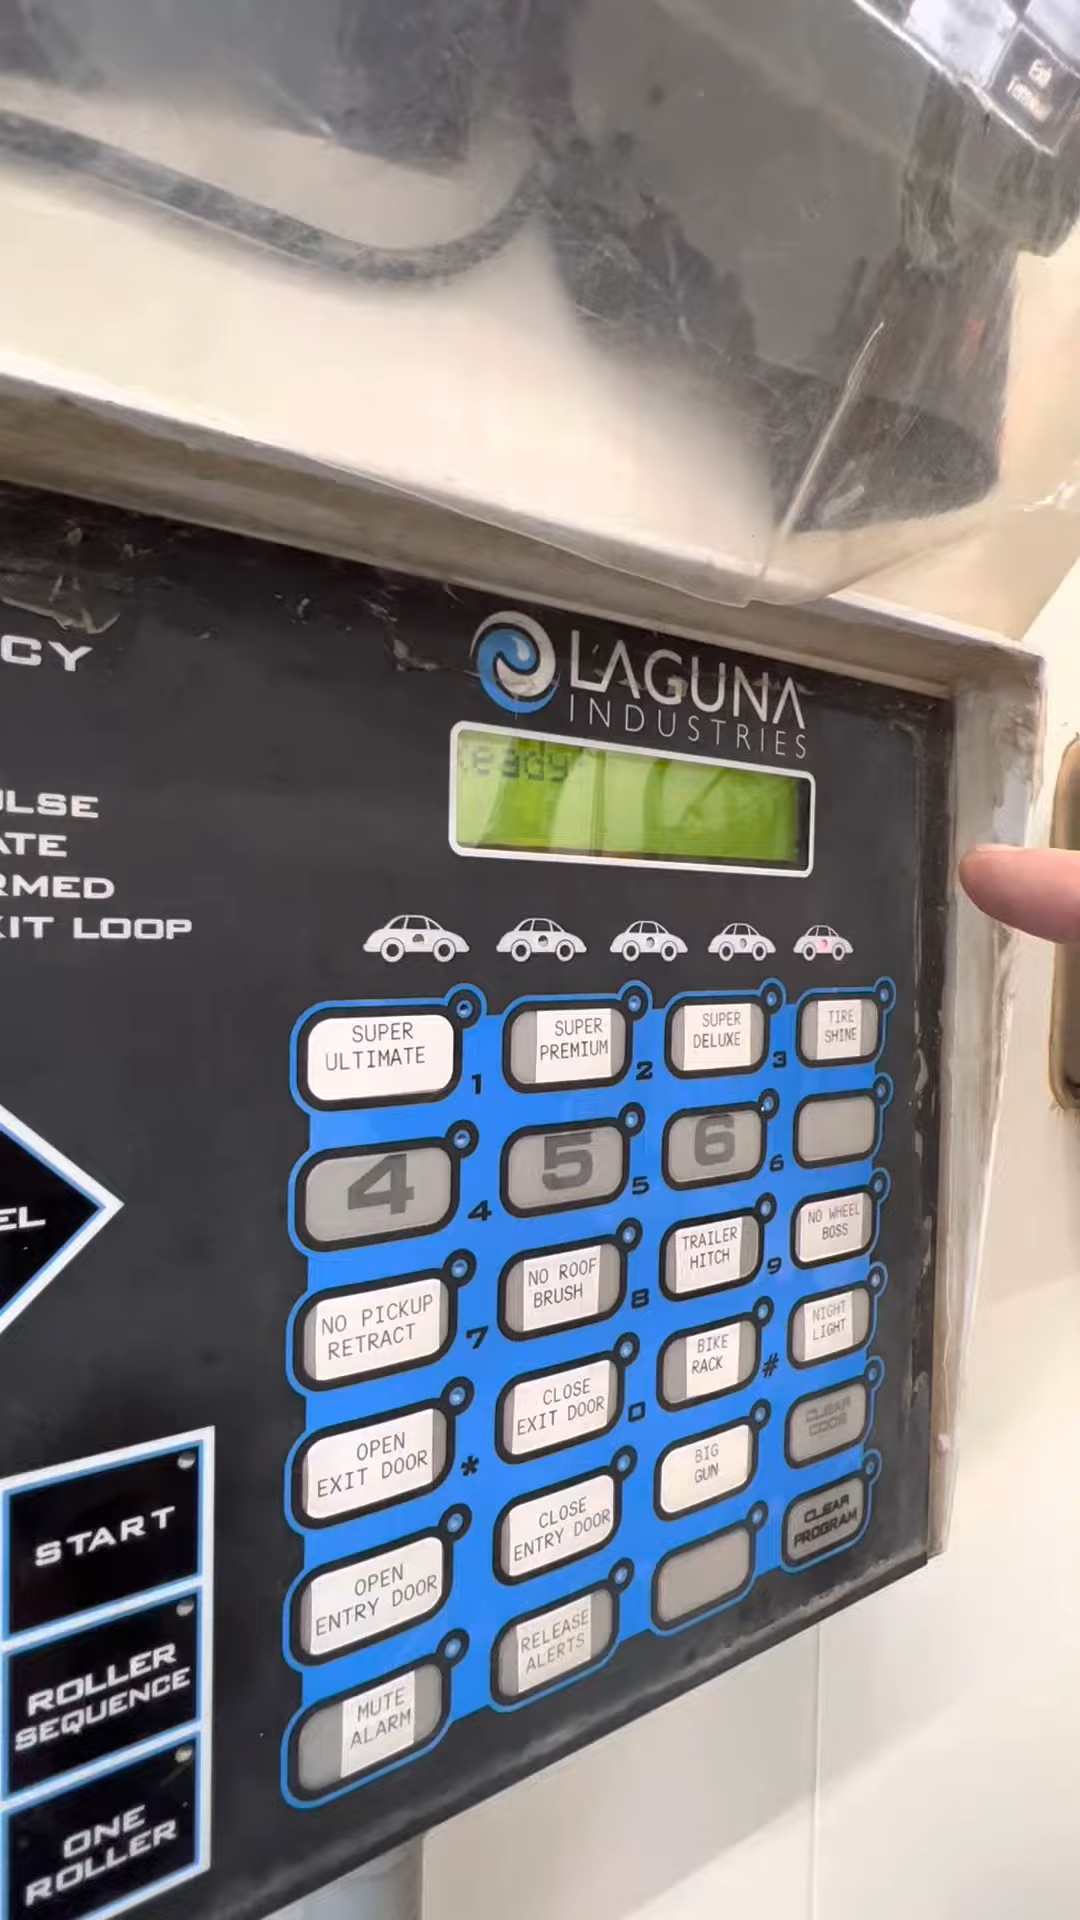 Exit
CY
LAGUNA
INDUSTRIES
eady
ULSE
ATE
RMED
XIT LOOP
SUPER
ULTIMATE
1
SUPER
PREMIUM
2
SUPER
DELUXE
3
TIRE
SHINE
4
4
5
5
6
6
EL
NO PICKUP
RETRACT
7
NO ROOF
BRUSH
8
TRAILER
HITCH
9
NO WHEEL
BOSS
OPEN
EXIT DOOR
*
CLOSE
EXIT DOOR
0
BIKE
RACK
#
NIGHT
LIGHT
OPEN
ENTRY DOOR
CLOSE
ENTRY DOOR
BIG
GUN
CLEAR
CODE
MUTE
ALARM
RELEASE
ALERTS
CLEAR
PROGRAM
START
ROLLER
SEQUENCE
ONE
ROLLER